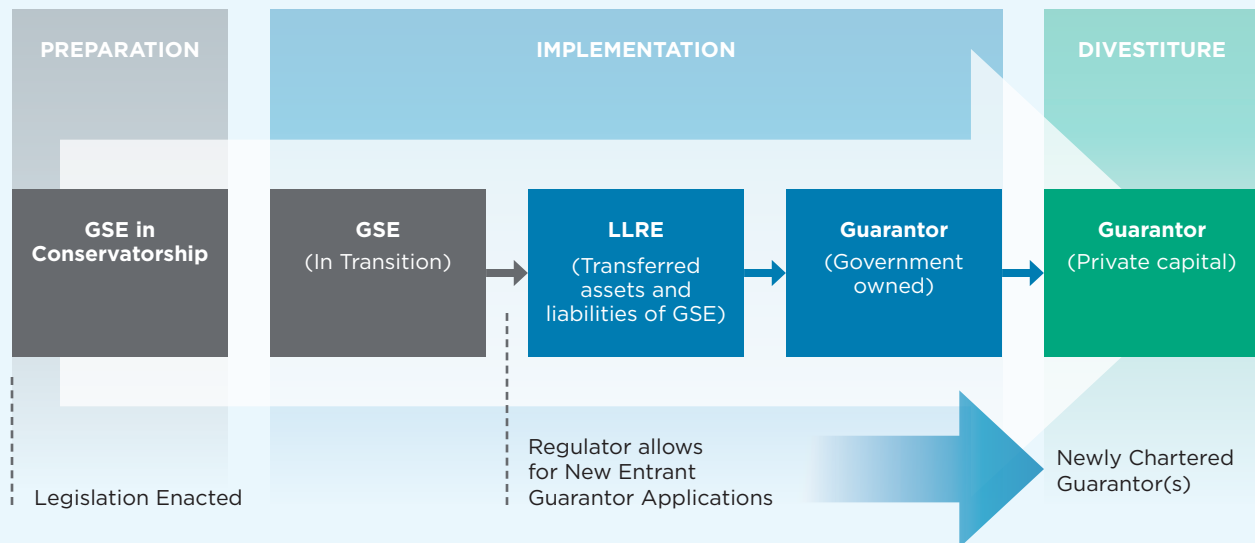 PREPARATION
IMPLEMENTATION
DIVESTITURE
GSE in
Conservatorship
GSE
(In Transition)
LLRE
(Transferred
assets and
liabilities of GSE)
Guarantor
(Government
owned)
Guarantor
(Private capital)
Legislation Enacted
Regulator allows
for New Entrant
Guarantor Applications
Newly Chartered
Guarantor(s)